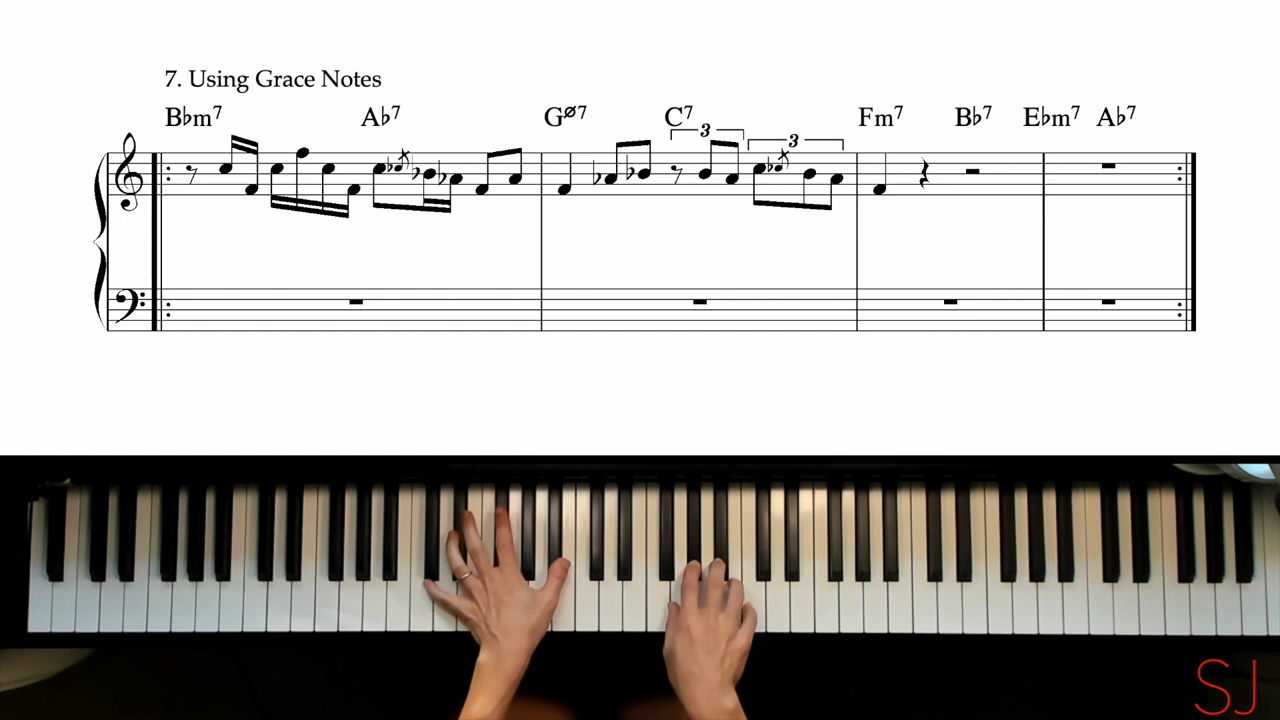 7. Using Grace Notes
B♭m7 A♭7 Gø7 C7 Fm7 B♭7 E♭m7 A♭7
3 3
SJ